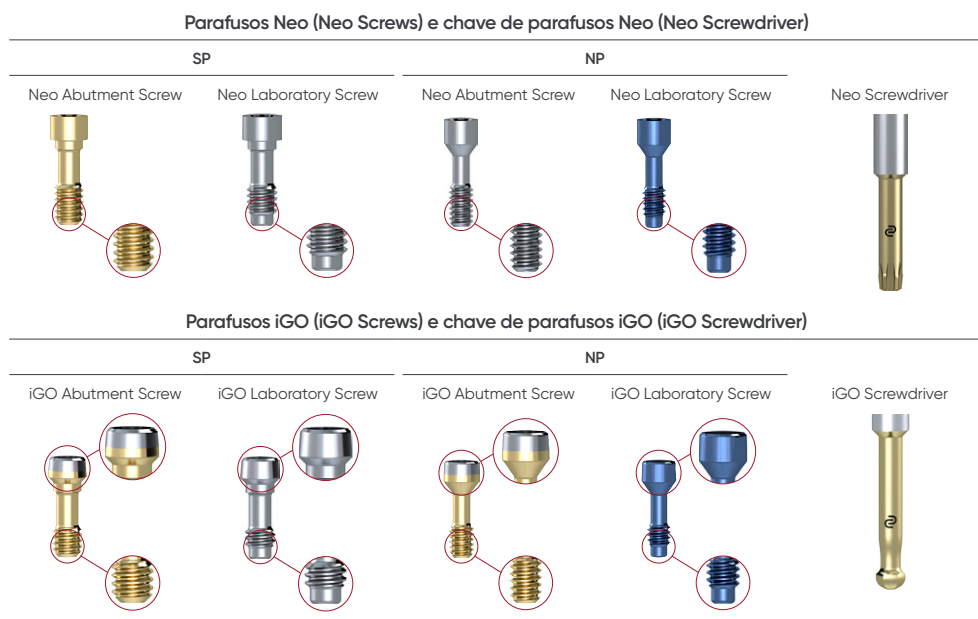 Parafusos Neo (Neo Screws) e chave de parafusos Neo (Neo Screwdriver)
SP
NP
Neo Abutment Screw
Neo Laboratory Screw
Neo Abutment Screw
Neo Laboratory Screw
Neo Screwdriver
Parafusos iGO (iGO Screws) e chave de parafusos iGO (iGO Screwdriver)
SP
NP
iGO Abutment Screw
iGO Laboratory Screw
iGO Abutment Screw
iGO Laboratory Screw
iGO Screwdriver